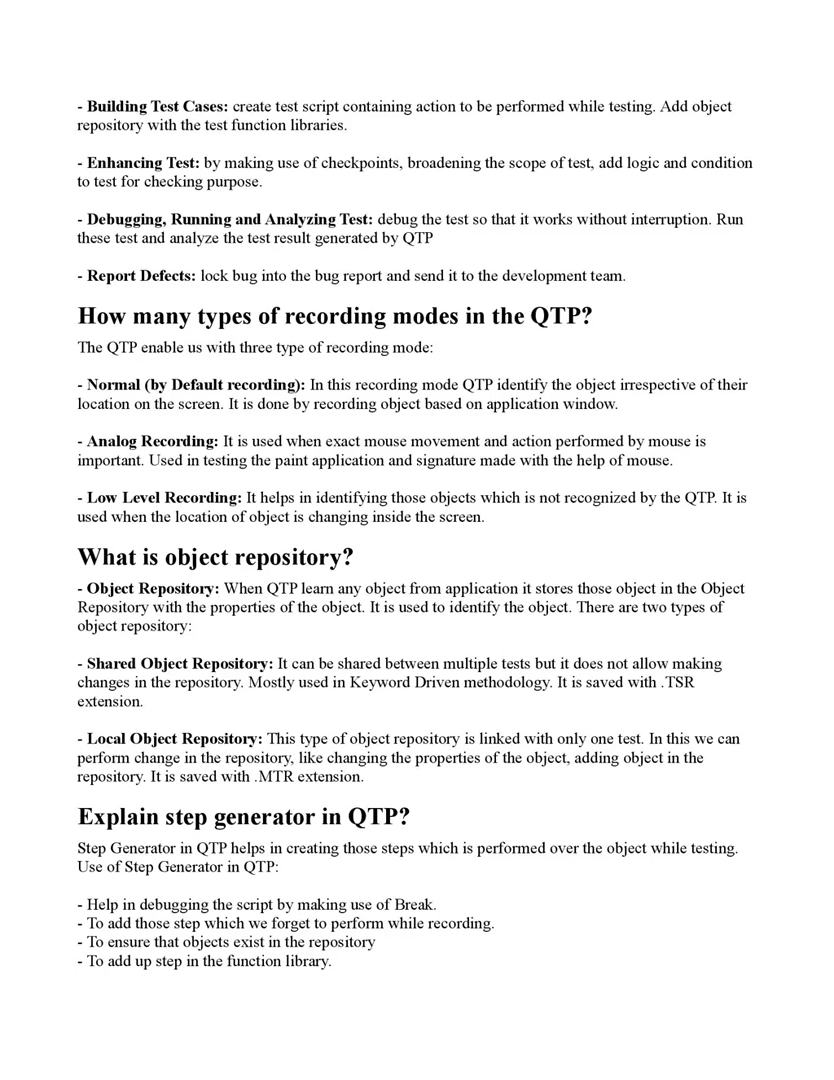 - Building Test Cases: create test script containing action to be performed while testing. Add object
repository with the test function libraries.
- Enhancing Test: by making use of checkpoints, broadening the scope of test, add logic and condition
to test for checking purpose.
- Debugging, Running and Analyzing Test: debug the test so that it works without interruption. Run
these test and analyze the test result generated by QTP
- Report Defects: lock bug into the bug report and send it to the development team.
How many types of recording modes in the QTP?
The QTP enable us with three type of recording mode:
- Normal (by Default recording): In this recording mode QTP identify the object irrespective of their
location on the screen. It is done by recording object based on application window.
- Analog Recording: It is used when exact mouse movement and action performed by mouse is
important. Used in testing the paint application and signature made with the help of mouse.
- Low Level Recording: It helps in identifying those objects which is not recognized by the QTP. It is
used when the location of object is changing inside the screen.
What is object repository?
- Object Repository: When QTP learn any object from application it stores those object in the Object
Repository with the properties of the object. It is used to identify the object. There are two types of
object repository:
- Shared Object Repository: It can be shared between multiple tests but it does not allow making
changes in the repository. Mostly used in Keyword Driven methodology. It is saved with .TSR
extension.
- Local Object Repository: This type of object repository is linked with only one test. In this we can
perform change in the repository, like changing the properties of the object, adding object in the
repository. It is saved with .MTR extension.
Explain step generator in QTP?
Step Generator in QTP helps in creating those steps which is performed over the object while testing.
Use of Step Generator in QTP:
- Help in debugging the script by making use of Break.
- To add those step which we forget to perform while recording.
- To ensure that objects exist in the repository
- To add up step in the function library.